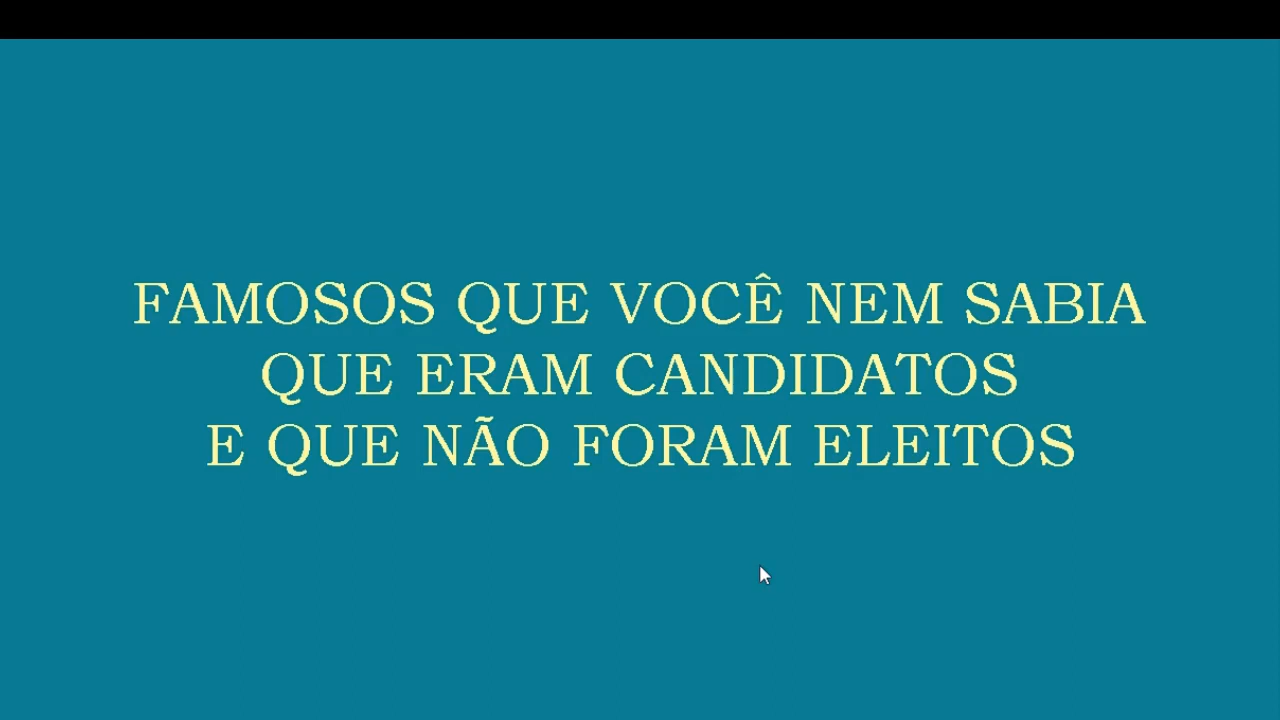 FAMOSOS QUE VOCÊ NEM SABIA
QUE ERAM CANDIDATOS
E QUE NÃO FORAM ELEITOS